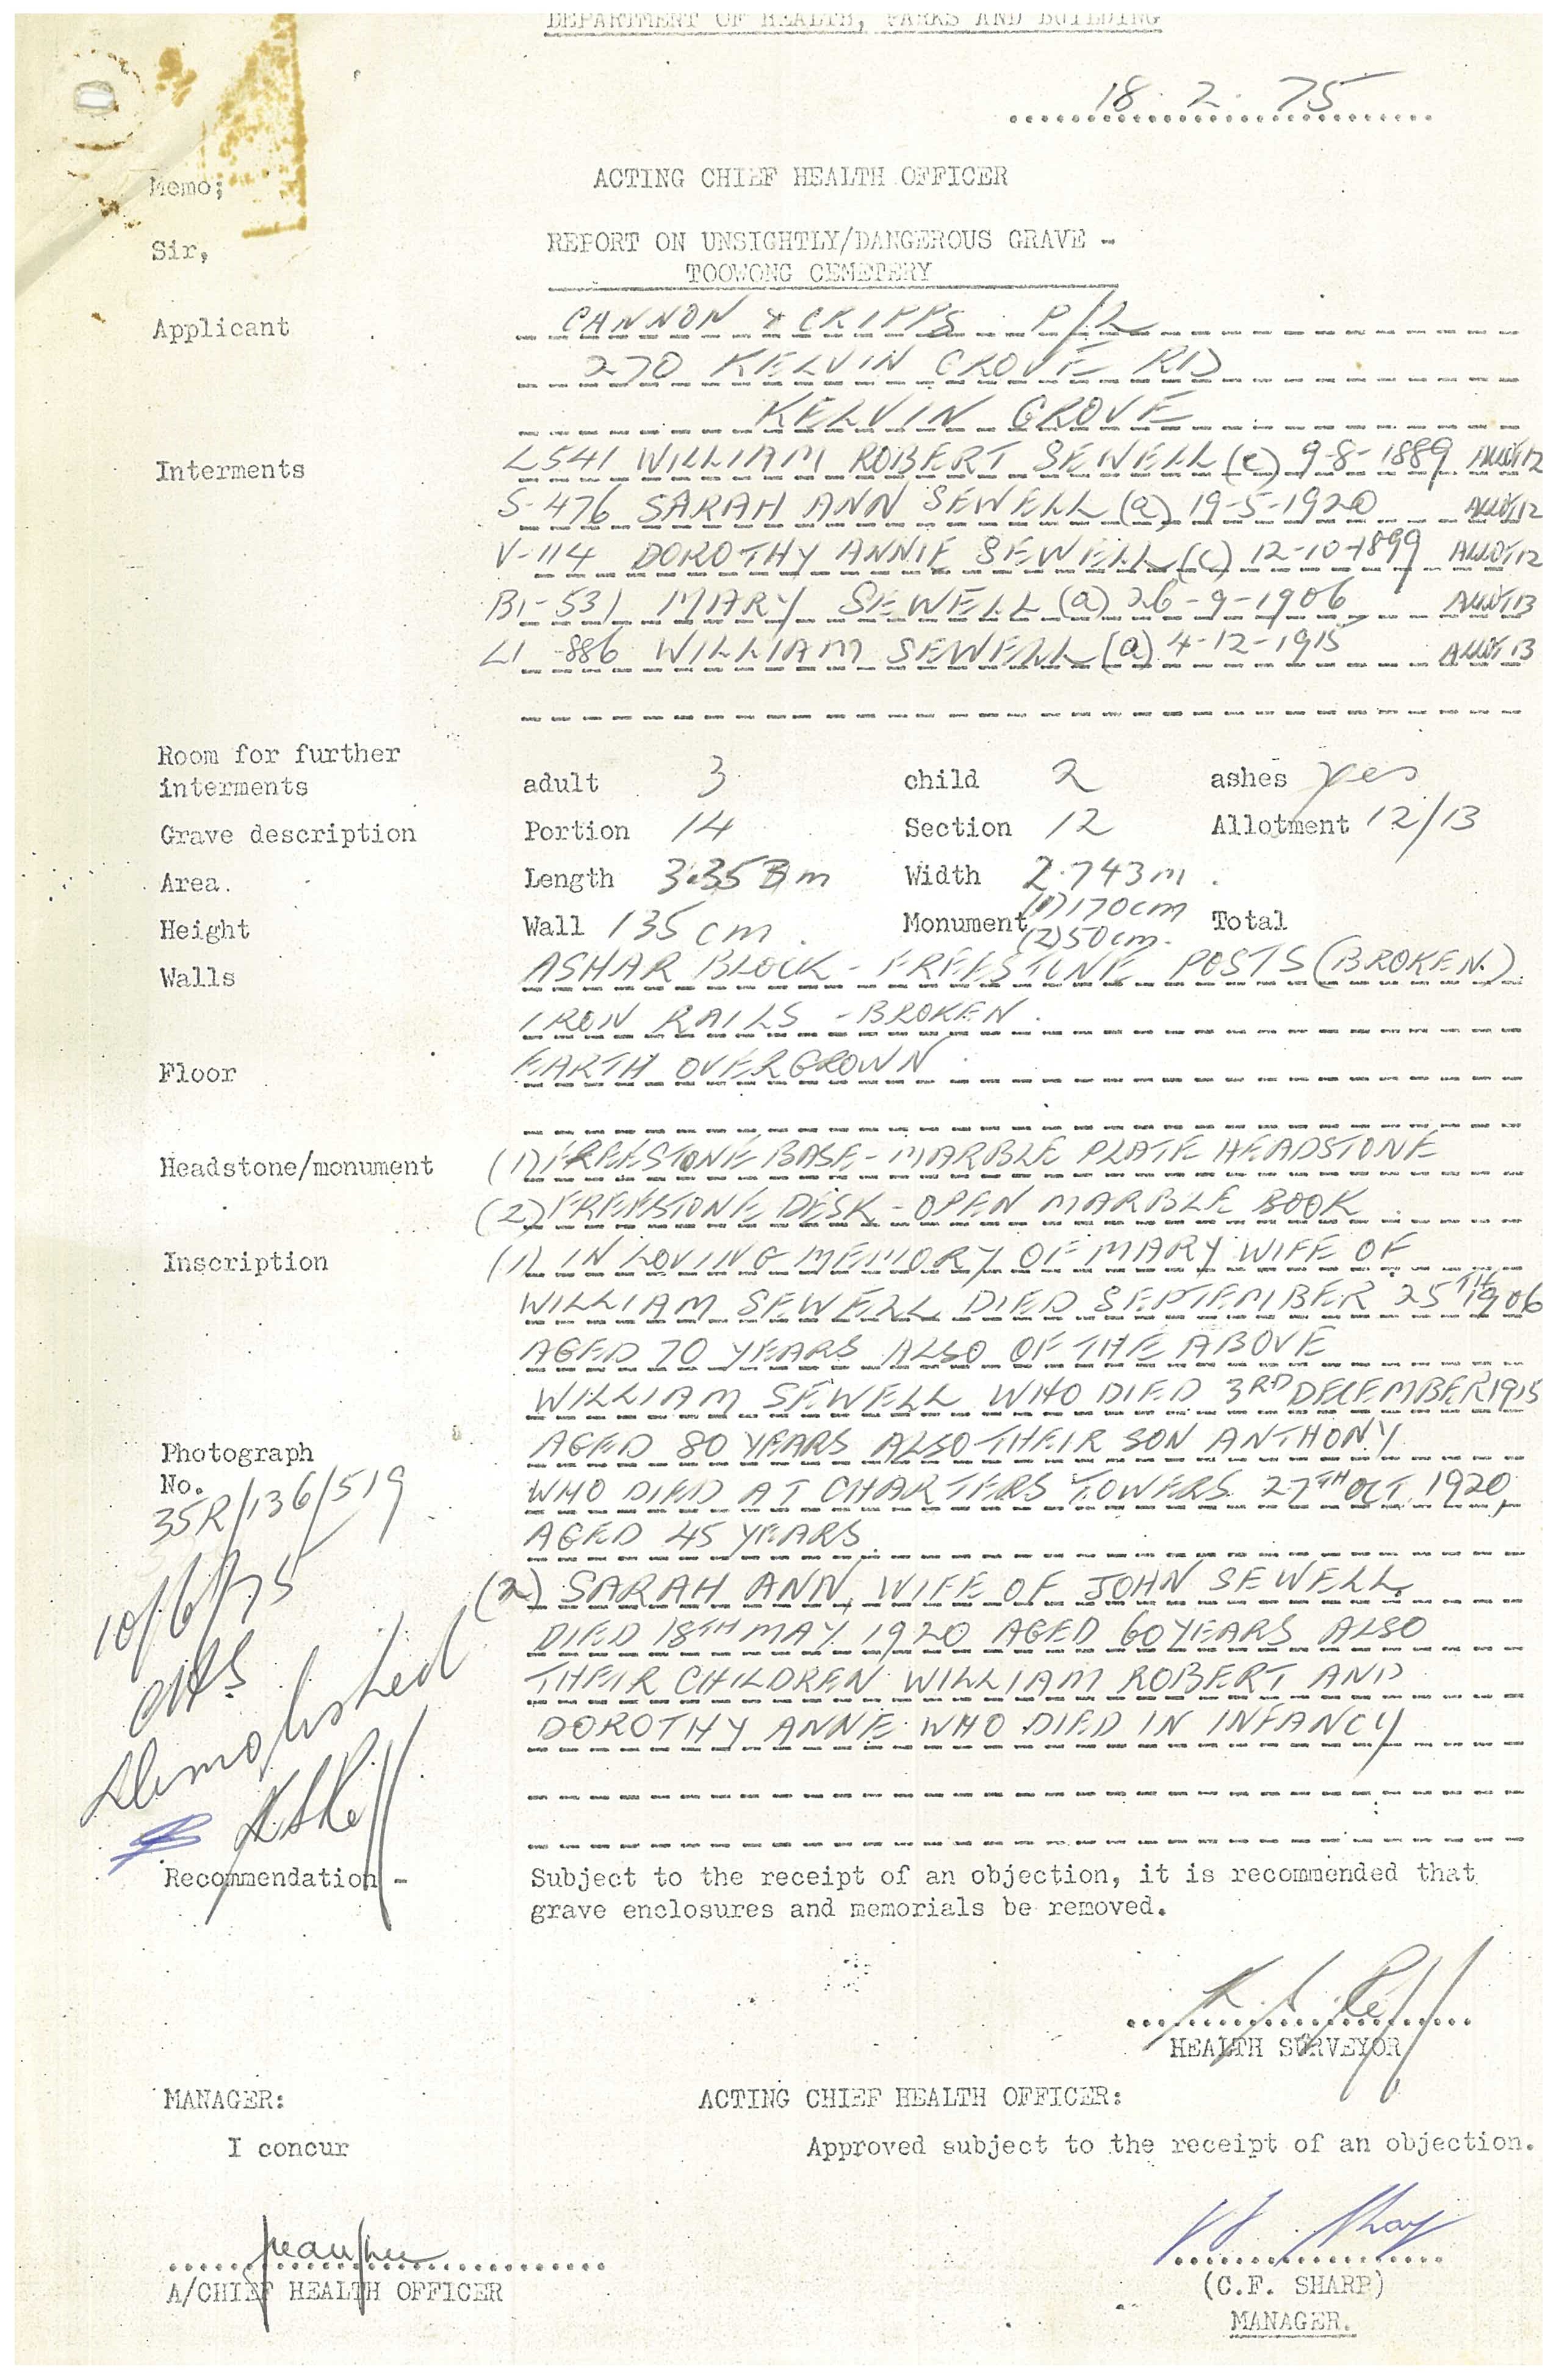 DEPARTMENT OF HEALTH, PARKS AND BUILDING
18.2.75
Memo;
ACTING CHIEF HEALTH OFFICER
Sir,
REPORT ON UNSIGHTLY/DANGEROUS GRAVE -
TOOWONG CEMETERY
Applicant CANNON & CRIPPS P/L
270 KELVIN GROVE RD
KELVIN GROVE
Interments L541 WILLIAM ROBERT SEWELL (c) 9-8-1889 ALLOT 12
S-476 SARAH ANN SEWELL (a) 19-5-1920 ALLOT 12
V-114 DOROTHY ANNIE SEWELL (c) 12-10-1899 ALLOT 12
B1-531 MARY SEWELL (a) 26-9-1906 ALLOT 13
L1-886 WILLIAM SEWELL (a) 4-12-1915 ALLOT 13
Room for further
interments adult 3 child 2 ashes yes
Grave description Portion 14 Section 12 Allotment 12/13
Area. Length 3.353m Width 2.743m.
Height Wall 135cm. Monument (1) 170cm Total
(2) 50cm.
Walls ASHAR BLOCK - FREESTONE POSTS (BROKEN).
IRON RAILS - BROKEN.
Floor EARTH OVERGROWN.
Headstone/monument (1) FREESTONE BASE - MARBLE PLATE HEADSTONE
(2) FREESTONE DESK - OPEN MARBLE BOOK.
Inscription (1) IN LOVING MEMORY OF MARY WIFE OF
WILLIAM SEWELL DIED SEPTEMBER 25TH 1906
AGED 70 YEARS ALSO OF THE ABOVE
WILLIAM SEWELL WHO DIED 3RD DECEMBER 1915
AGED 80 YEARS ALSO THEIR SON ANTHONY
WHO DIED AT CHARTERS TOWERS 27TH OCT. 1920,
AGED 45 YEARS.
Photograph
No.
35R/136/519
10/6/75
Demolished
(2) SARAH ANN, WIFE OF JOHN SEWELL.
DIED 18TH MAY 1920 AGED 60 YEARS ALSO
THEIR CHILDREN WILLIAM ROBERT AND
DOROTHY ANNE WHO DIED IN INFANCY
Recommendation - Subject to the receipt of an objection, it is recommended that
grave enclosures and memorials be removed.
HEALTH SURVEYOR
MANAGER: ACTING CHIEF HEALTH OFFICER:
I concur Approved subject to the receipt of an objection.
A/CHIEF HEALTH OFFICER (C.F. SHARP)
MANAGER.